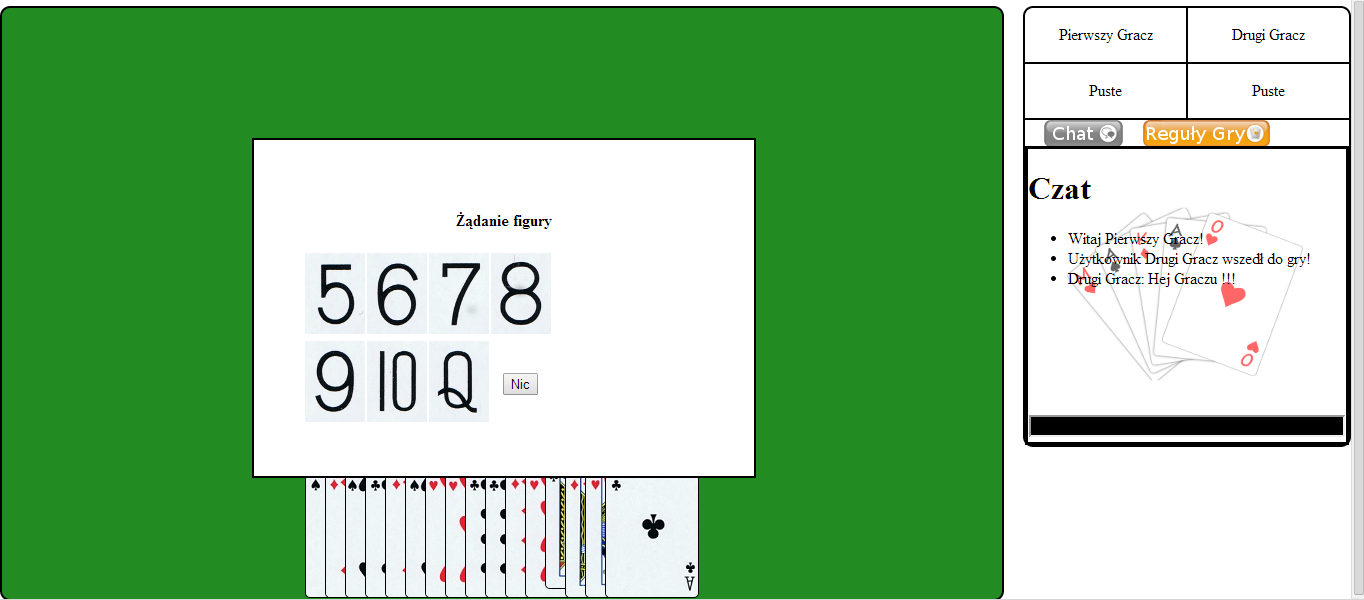 Pierwszy Gracz Drugi Gracz
Puste Puste
Chat Reguły Gry
Żądanie figury
5 6 7 8
9 10 Q Nic
Czat
Witaj Pierwszy Gracz!
Użytkownik Drugi Gracz wszedł do gry!
Drugi Gracz: Hej Graczu !!!
A
K
A
A
Q
Q
A